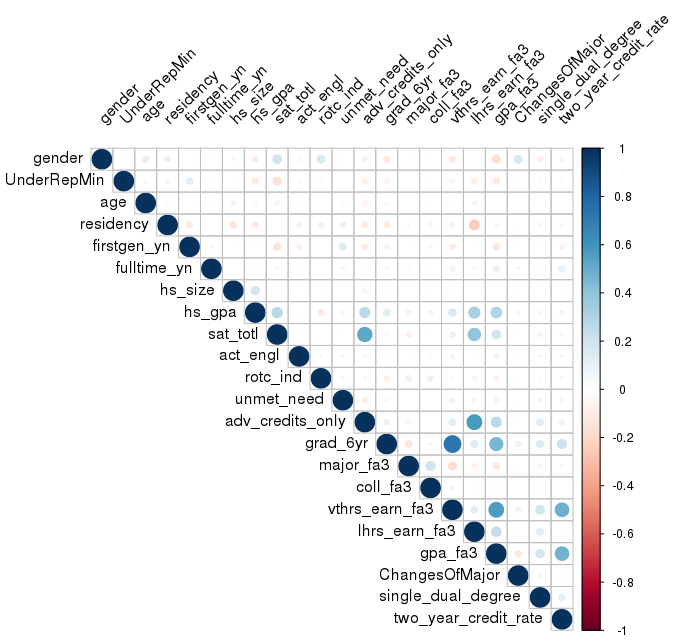 gender
UnderRepMin
age
residency
firstgen_yn
fulltime_yn
hs_size
hs_gpa
sat_totl
act_engl
rotc_ind
unmet_need
adv_credits_only
grad_6yr
major_fa3
coll_fa3
vthrs_earn_fa3
lhrs_earn_fa3
gpa_fa3
ChangesOfMajor
single_dual_degree
two_year_credit_rate
gender
UnderRepMin
age
residency
firstgen_yn
fulltime_yn
hs_size
hs_gpa
sat_totl
act_engl
rotc_ind
unmet_need
adv_credits_only
grad_6yr
major_fa3
coll_fa3
vthrs_earn_fa3
lhrs_earn_fa3
gpa_fa3
ChangesOfMajor
single_dual_degree
two_year_credit_rate
1
0.8
0.6
0.4
0.2
0
-0.2
-0.4
-0.6
-0.8
-1